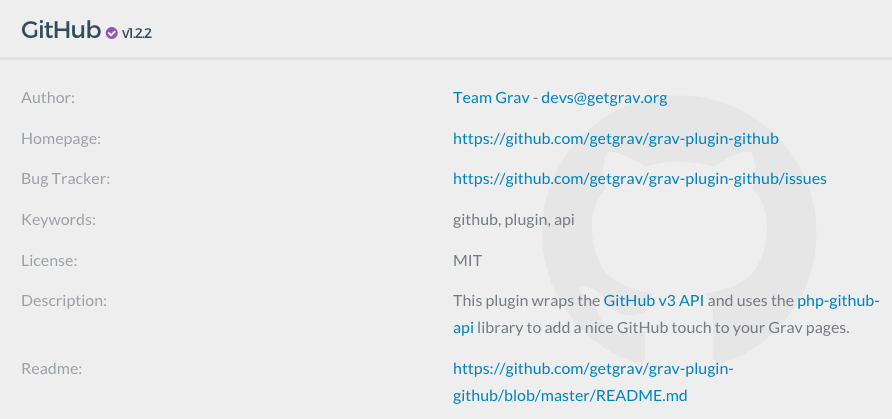 GitHub v1.2.2
Author: Team Grav - devs@getgrav.org
Homepage: https://github.com/getgrav/grav-plugin-github
Bug Tracker: https://github.com/getgrav/grav-plugin-github/issues
Keywords: github, plugin, api
License: MIT
Description: This plugin wraps the GitHub v3 API and uses the php-github-
api library to add a nice GitHub touch to your Grav pages.
Readme: https://github.com/getgrav/grav-plugin-
github/blob/master/README.md